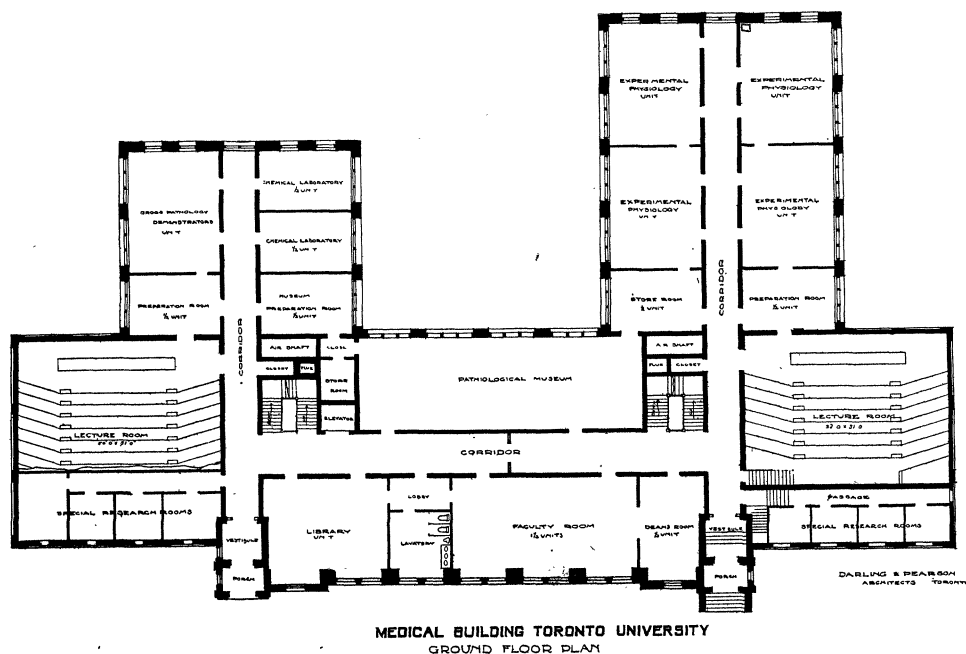 EXPERIMENTAL
PHYSIOLOGY
UNIT
EXPERIMENTAL
PHYSIOLOGY
UNIT
CHEMICAL LABORATORY
½ UNIT
GROSS PATHOLOGY
DEMONSTRATORS
UNIT
EXPERIMENTAL
PHYSIOLOGY
UNIT
EXPERIMENTAL
PHYSIOLOGY
UNIT
CHEMICAL LABORATORY
½ UNIT
PREPARATION ROOM
½ UNIT
MUSEUM
PREPARATION ROOM
½ UNIT
STORE ROOM
½ UNIT
PREPARATION ROOM
½ UNIT
CORRIDOR
CORRIDOR
AIR SHAFT
CLOS.
AIR SHAFT
CLOSET
FLUE
FLUE
CLOSET
STORE
ROOM
PATHOLOGICAL MUSEUM
ELEVATOR
LECTURE ROOM
LECTURE ROOM
52'0 X 31'0
CORRIDOR
SPECIAL RESEARCH ROOMS
LOBBY
LIBRARY
UNIT
LAVATORY
FACULTY ROOM
1½ UNITS
DEANS ROOM
½ UNIT
PASSAGE
SPECIAL RESEARCH ROOMS
VESTIBULE
VESTIBULE
PORCH
PORCH
DARLING & PEARSON
ARCHITECTS TORONTO
MEDICAL BUILDING TORONTO UNIVERSITY
GROUND FLOOR PLAN